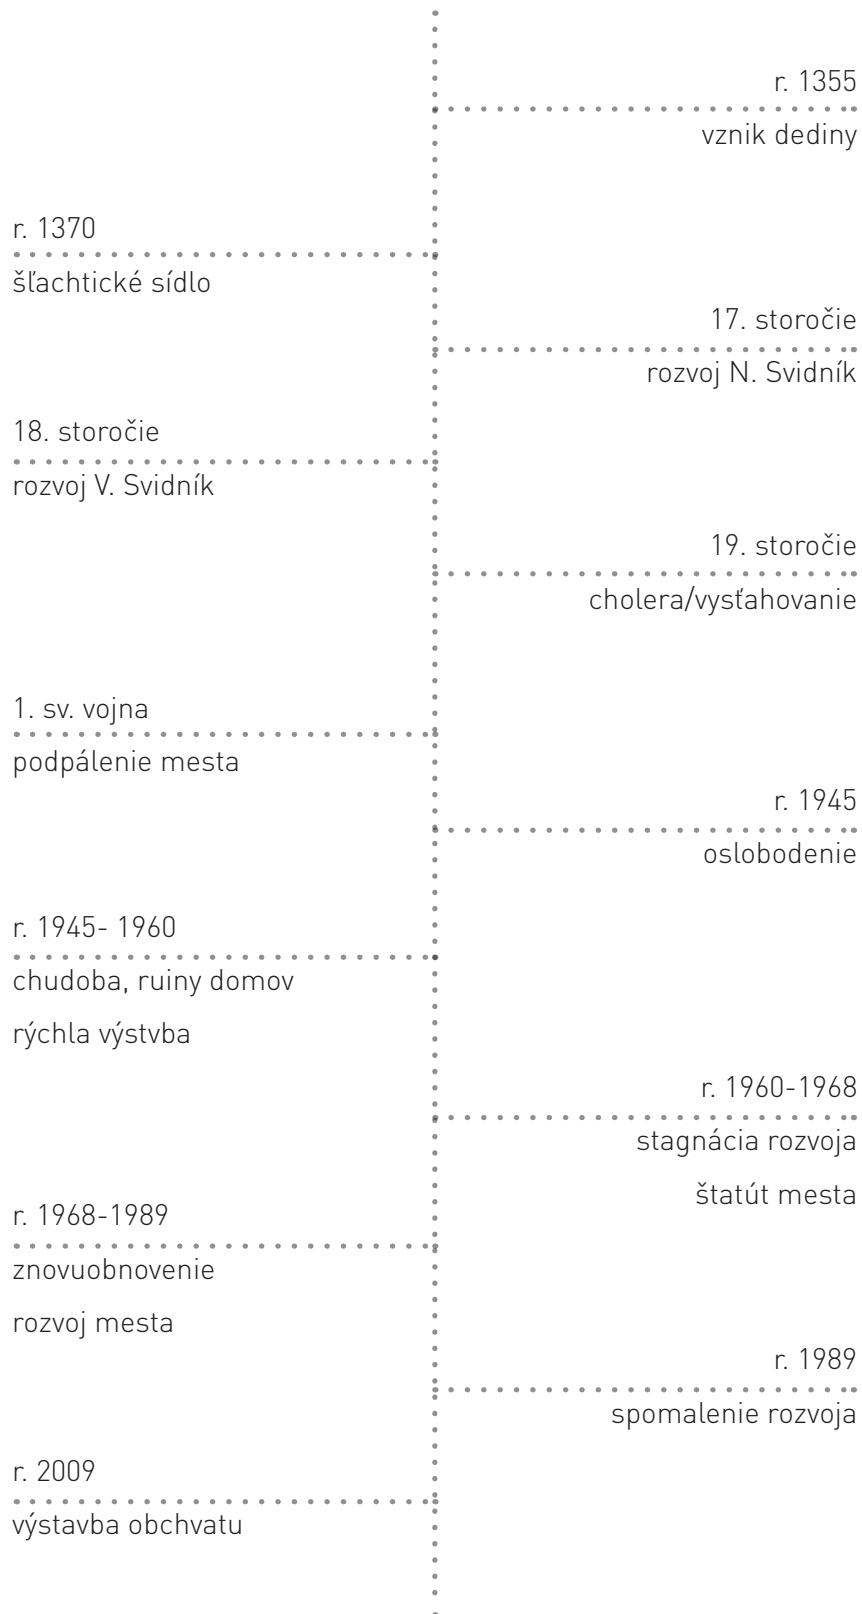 r. 1355
vznik dediny
r. 1370
šľachtické sídlo
17. storočie
rozvoj N. Svidník
18. storočie
rozvoj V. Svidník
19. storočie
cholera/vysťahovanie
1. sv. vojna
podpálenie mesta
r. 1945
oslobodenie
r. 1945- 1960
chudoba, ruiny domov
rýchla výstvba
r. 1960-1968
stagnácia rozvoja
štatút mesta
r. 1968-1989
znovuobnovenie
rozvoj mesta
r. 1989
spomalenie rozvoja
r. 2009
výstavba obchvatu